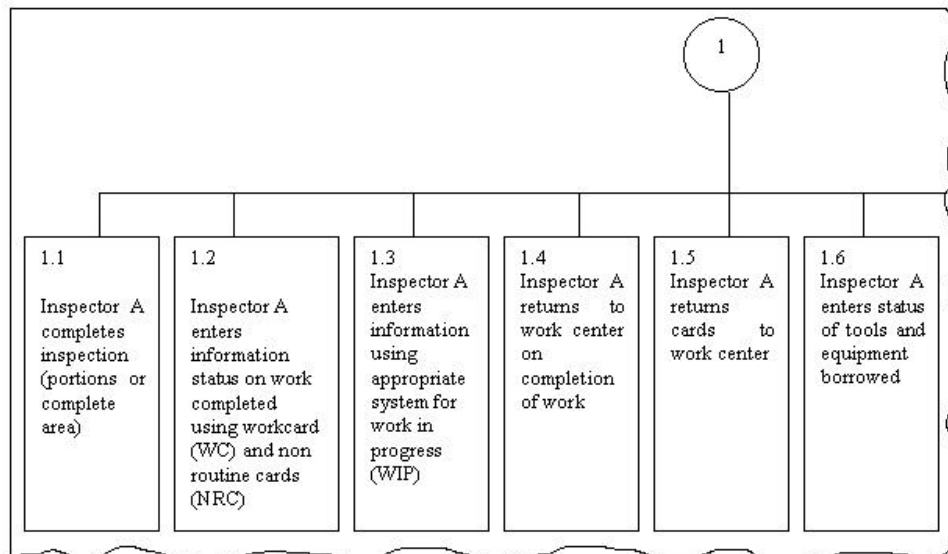 1
1.1
Inspector A
completes
inspection
(portions or
complete
area)
1.2
Inspector A
enters
information
status on work
completed
using workcard
(WC) and non
routine cards
(NRC)
1.3
Inspector A
enters
information
using
appropriate
system for
work in
progress
(WIP)
1.4
Inspector A
returns to
work center
on
completion
of work
1.5
Inspector A
returns
cards to
work center
1.6
Inspector A
enters status
of tools and
equipment
borrowed